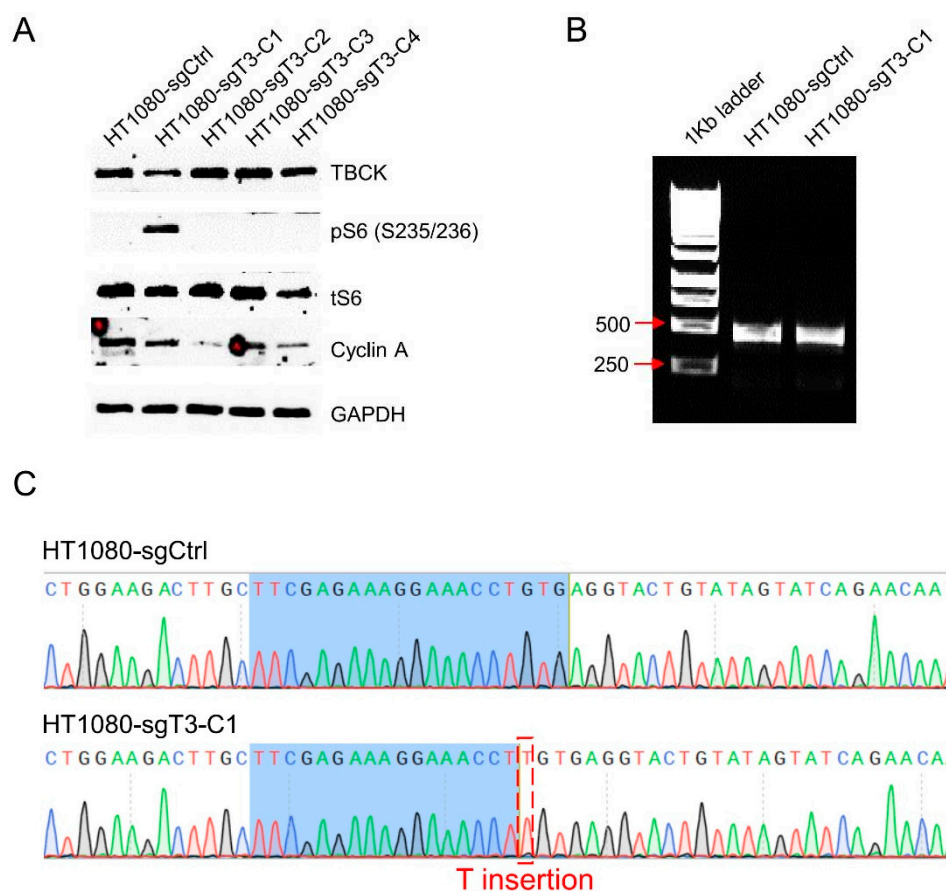 A
HT1080-sgCtrl
HT1080-sgT3-C1
HT1080-sgT3-C2
HT1080-sgT3-C3
HT1080-sgT3-C4
TBCK
pS6 (S235/236)
tS6
Cyclin A
GAPDH
B
1Kb ladder
HT1080-sgCtrl
HT1080-sgT3-C1
500
250
C
HT1080-sgCtrl
CTGGAAGACTTGCTTCGAGAAAGGAAACCTGTGAGGTACTGTATAGTATCAGAACAA
HT1080-sgT3-C1
CTGGAAGACTTGCTTCGAGAAAGGAAACCTTGTGAGGTACTGTATAGTATCAGAACA
T insertion